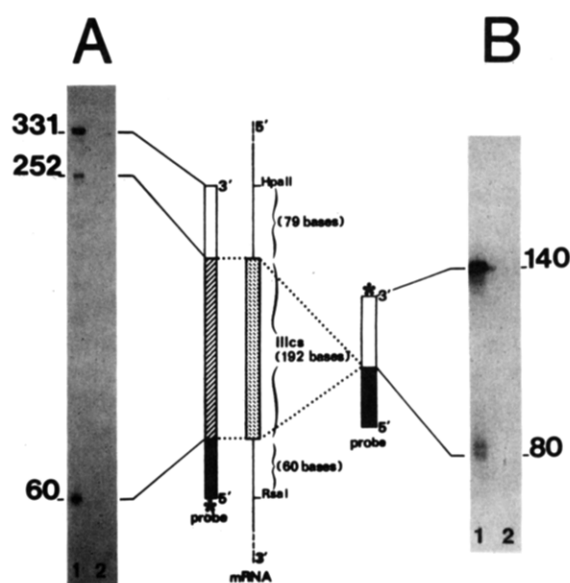 A
B
331
252
60
1 2
5'
3'
HpaII
(79 bases)
IIIcs
(192 bases)
(60 bases)
RsaI
5'
*
probe
3'
mRNA
*
3'
5'
probe
140
80
1 2